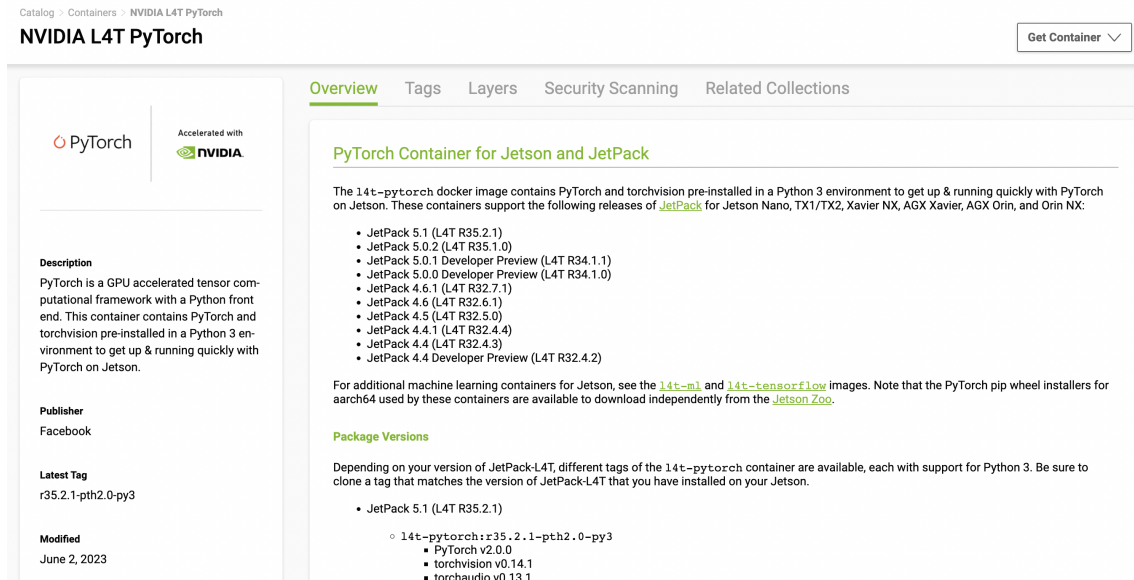 Catalog > Containers > NVIDIA L4T PyTorch
NVIDIA L4T PyTorch
Get Container
Overview Tags Layers Security Scanning Related Collections
PyTorch
Accelerated with
NVIDIA.
Description
PyTorch is a GPU accelerated tensor com-
putational framework with a Python front
end. This container contains PyTorch and
torchvision pre-installed in a Python 3 en-
vironment to get up & running quickly with
PyTorch on Jetson.
Publisher
Facebook
Latest Tag
r35.2.1-pth2.0-py3
Modified
June 2, 2023
PyTorch Container for Jetson and JetPack
The l4t-pytorch docker image contains PyTorch and torchvision pre-installed in a Python 3 environment to get up & running quickly with PyTorch
on Jetson. These containers support the following releases of JetPack for Jetson Nano, TX1/TX2, Xavier NX, AGX Xavier, AGX Orin, and Orin NX:
• JetPack 5.1 (L4T R35.2.1)
• JetPack 5.0.2 (L4T R35.1.0)
• JetPack 5.0.1 Developer Preview (L4T R34.1.1)
• JetPack 5.0.0 Developer Preview (L4T R34.1.0)
• JetPack 4.6.1 (L4T R32.7.1)
• JetPack 4.6 (L4T R32.6.1)
• JetPack 4.5 (L4T R32.5.0)
• JetPack 4.4.1 (L4T R32.4.4)
• JetPack 4.4 (L4T R32.4.3)
• JetPack 4.4 Developer Preview (L4T R32.4.2)
For additional machine learning containers for Jetson, see the l4t-ml and l4t-tensorflow images. Note that the PyTorch pip wheel installers for
aarch64 used by these containers are available to download independently from the Jetson Zoo.
Package Versions
Depending on your version of JetPack-L4T, different tags of the l4t-pytorch container are available, each with support for Python 3. Be sure to
clone a tag that matches the version of JetPack-L4T that you have installed on your Jetson.
• JetPack 5.1 (L4T R35.2.1)
◦ l4t-pytorch:r35.2.1-pth2.0-py3
▪ PyTorch v2.0.0
▪ torchvision v0.14.1
▪ torchaudio v0.13.1